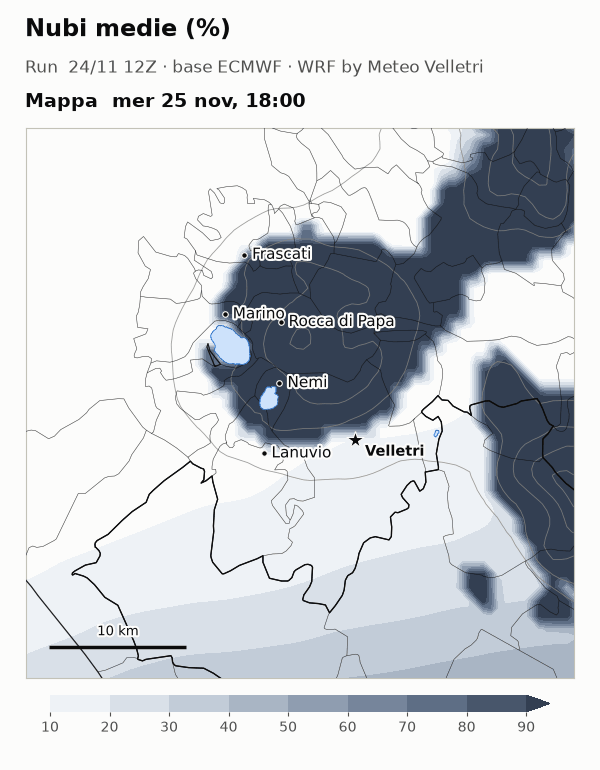 Nubi medie (%)
Run  24/11 12Z · base ECMWF · WRF by Meteo Velletri
Mappa  mer 25 nov, 18:00
Frascati
Marino
Rocca di Papa
Nemi
Velletri
Lanuvio
10 km
10 20 30 40 50 60 70 80 90